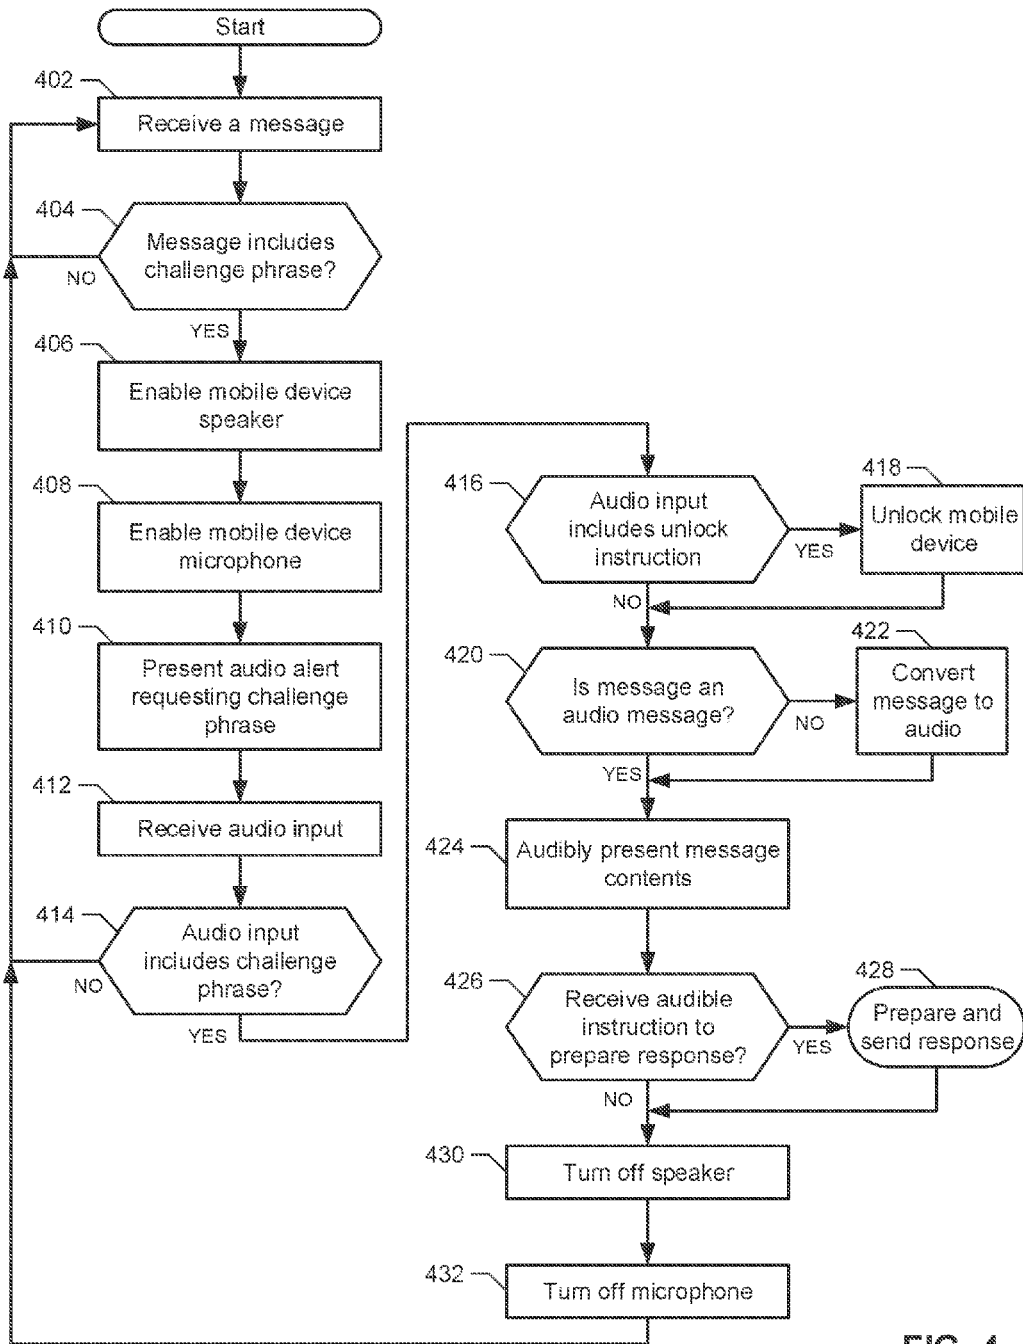 Start
402
Receive a message
404
Message includes
challenge phrase?
NO
YES
406
Enable mobile device
speaker
408
Enable mobile device
microphone
410
Present audio alert
requesting challenge
phrase
412
Receive audio input
414
Audio input
includes challenge
phrase?
NO
YES
416
Audio input
includes unlock
instruction
YES
NO
418
Unlock mobile
device
420
Is message an
audio message?
NO
YES
422
Convert
message to
audio
424
Audibly present message
contents
426
Receive audible
instruction to
prepare response?
YES
NO
428
Prepare and
send response
430
Turn off speaker
432
Turn off microphone
FIG. 4